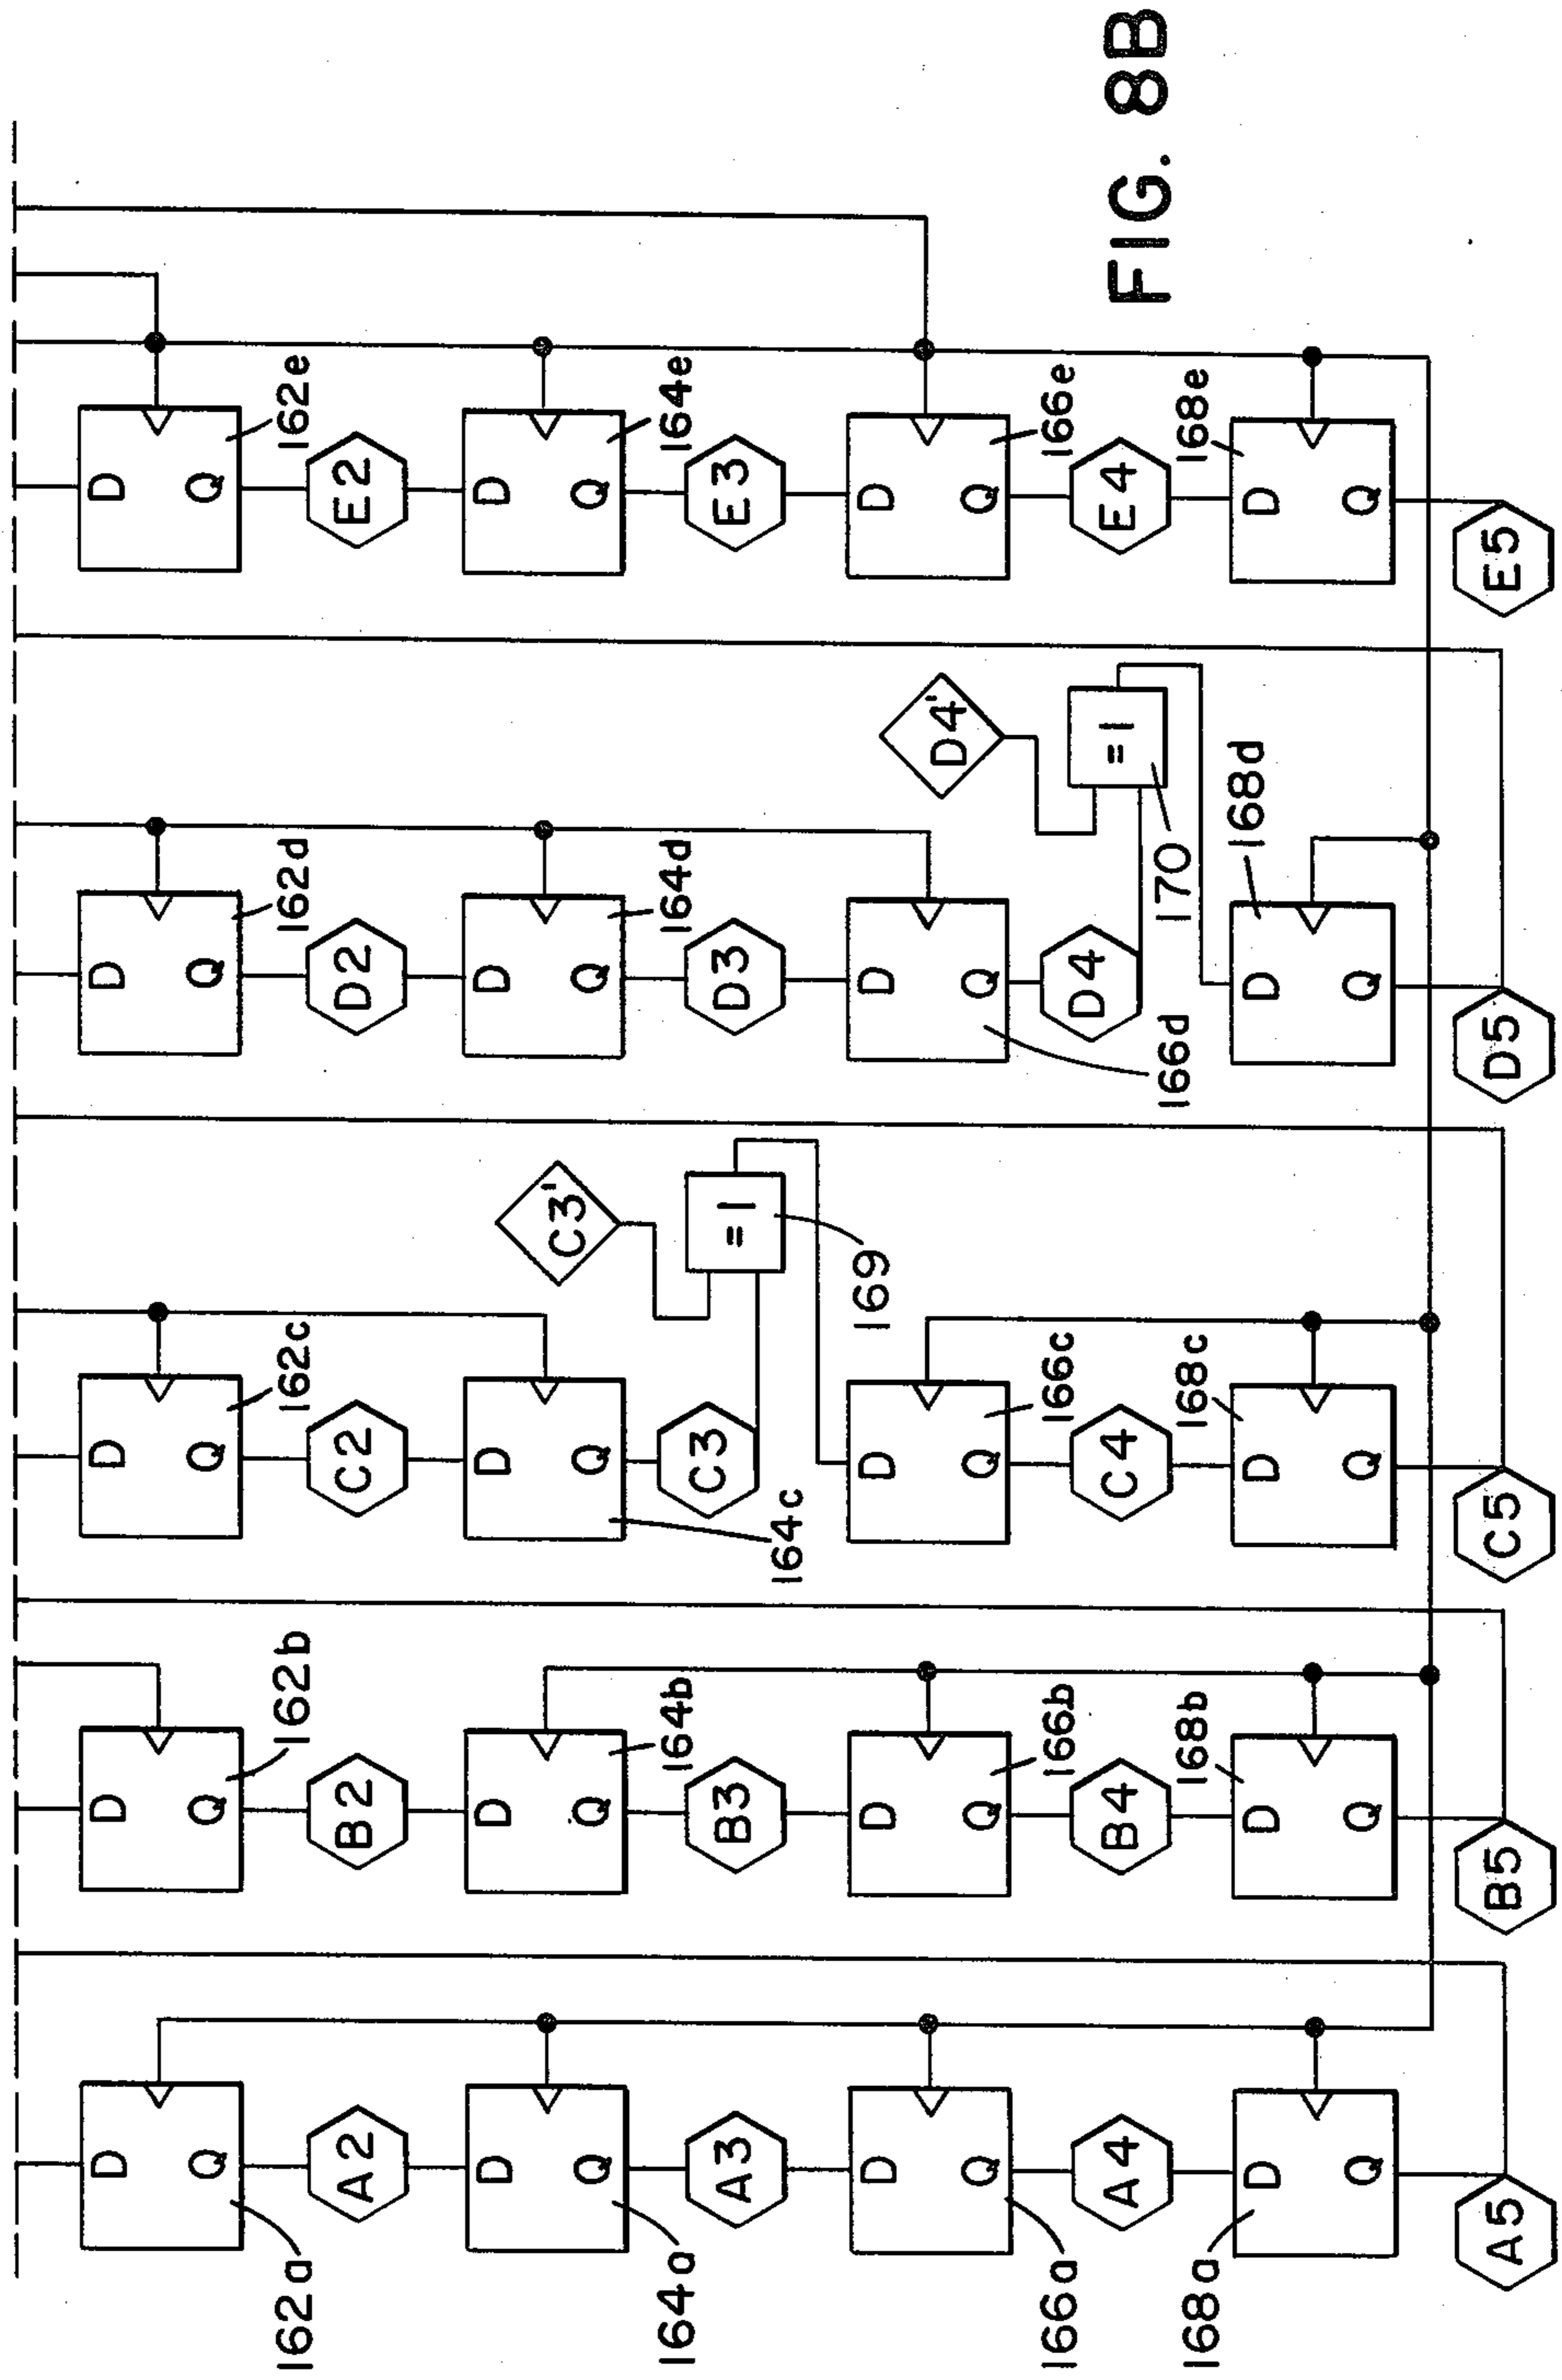 D D D D D
Q Q Q Q Q
162a 162b 162c 162d 162e
A2 B2 C2 D2 E2
D D D D D
C3'
Q Q Q Q Q
164a 164b 164d 164e
A3 B3 C3 =1 D3 E3
164c
169
D D D D D
D4'
Q Q Q Q Q
166a 166b 166c 166e
A4 B4 C4 D4 =1 E4
166d 170
168a 168b 168c 168e
168d
D D D D D
Q Q Q Q Q
A5 B5 C5 D5 E5
FIG. 8B